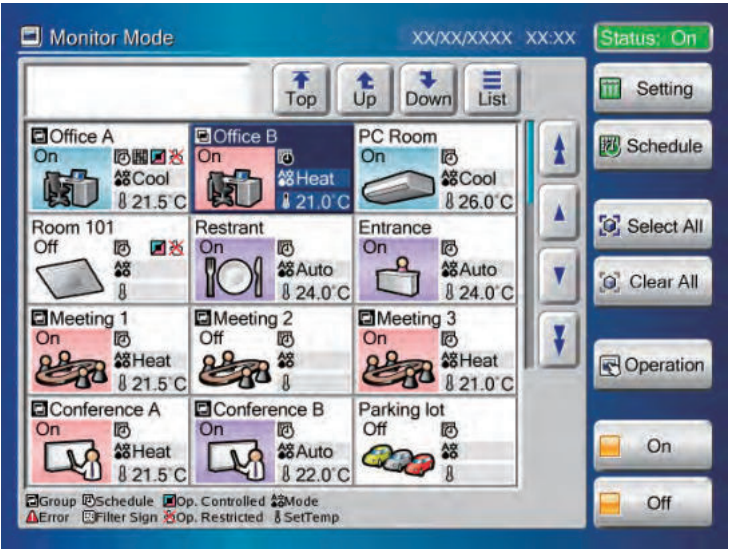 Monitor Mode XX/XX/XXXX XX:XX Status: On
Top Up Down List
Setting
Schedule
Select All
Clear All
Operation
On
Off
Office A Office B PC Room
On On On
Cool Heat Cool
21.5°C 21.0°C 26.0°C
Room 101 Restrant Entrance
Off On On
Auto Auto
24.0°C 24.0°C
Meeting 1 Meeting 2 Meeting 3
On Off On
Heat Heat
21.5°C 21.0°C
Conference A Conference B Parking lot
On On Off
Heat Auto
21.5°C 22.0°C
Group Schedule Op. Controlled Mode
Error Filter Sign Op. Restricted SetTemp